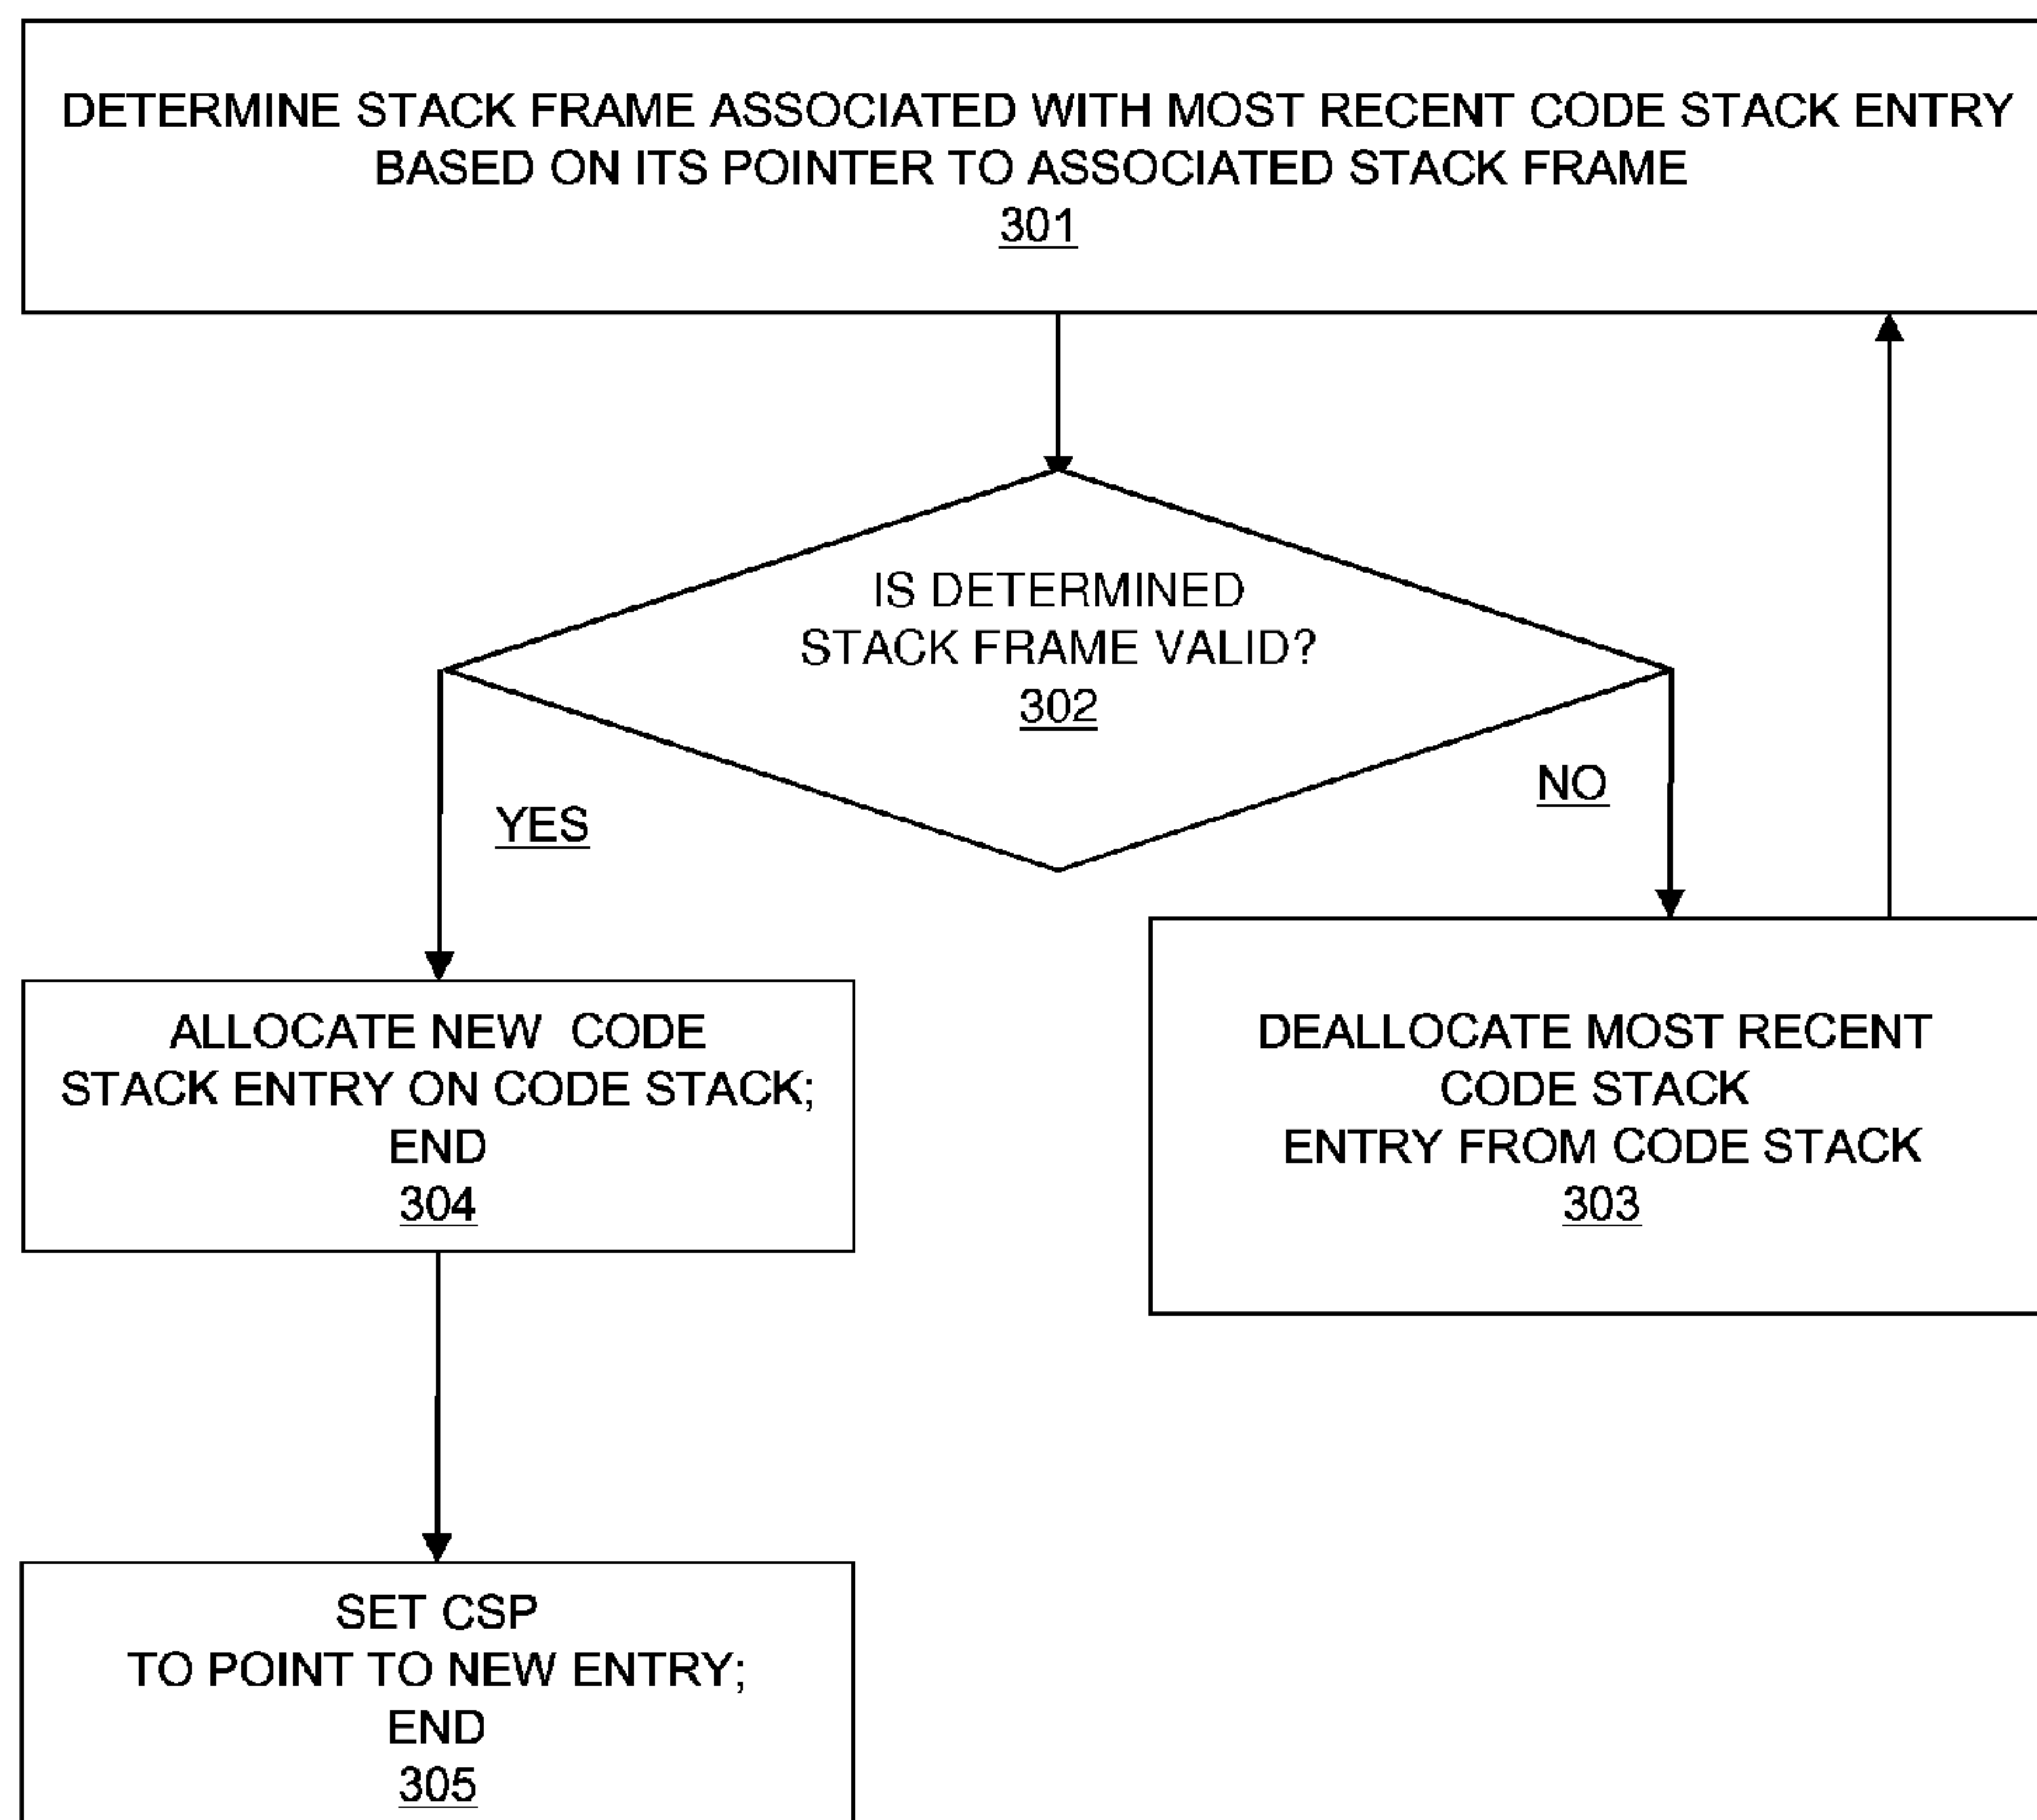 DETERMINE STACK FRAME ASSOCIATED WITH MOST RECENT CODE STACK ENTRY
BASED ON ITS POINTER TO ASSOCIATED STACK FRAME
301
IS DETERMINED
STACK FRAME VALID?
302
YES
NO
ALLOCATE NEW CODE
STACK ENTRY ON CODE STACK;
END
304
DEALLOCATE MOST RECENT
CODE STACK
ENTRY FROM CODE STACK
303
SET CSP
TO POINT TO NEW ENTRY;
END
305